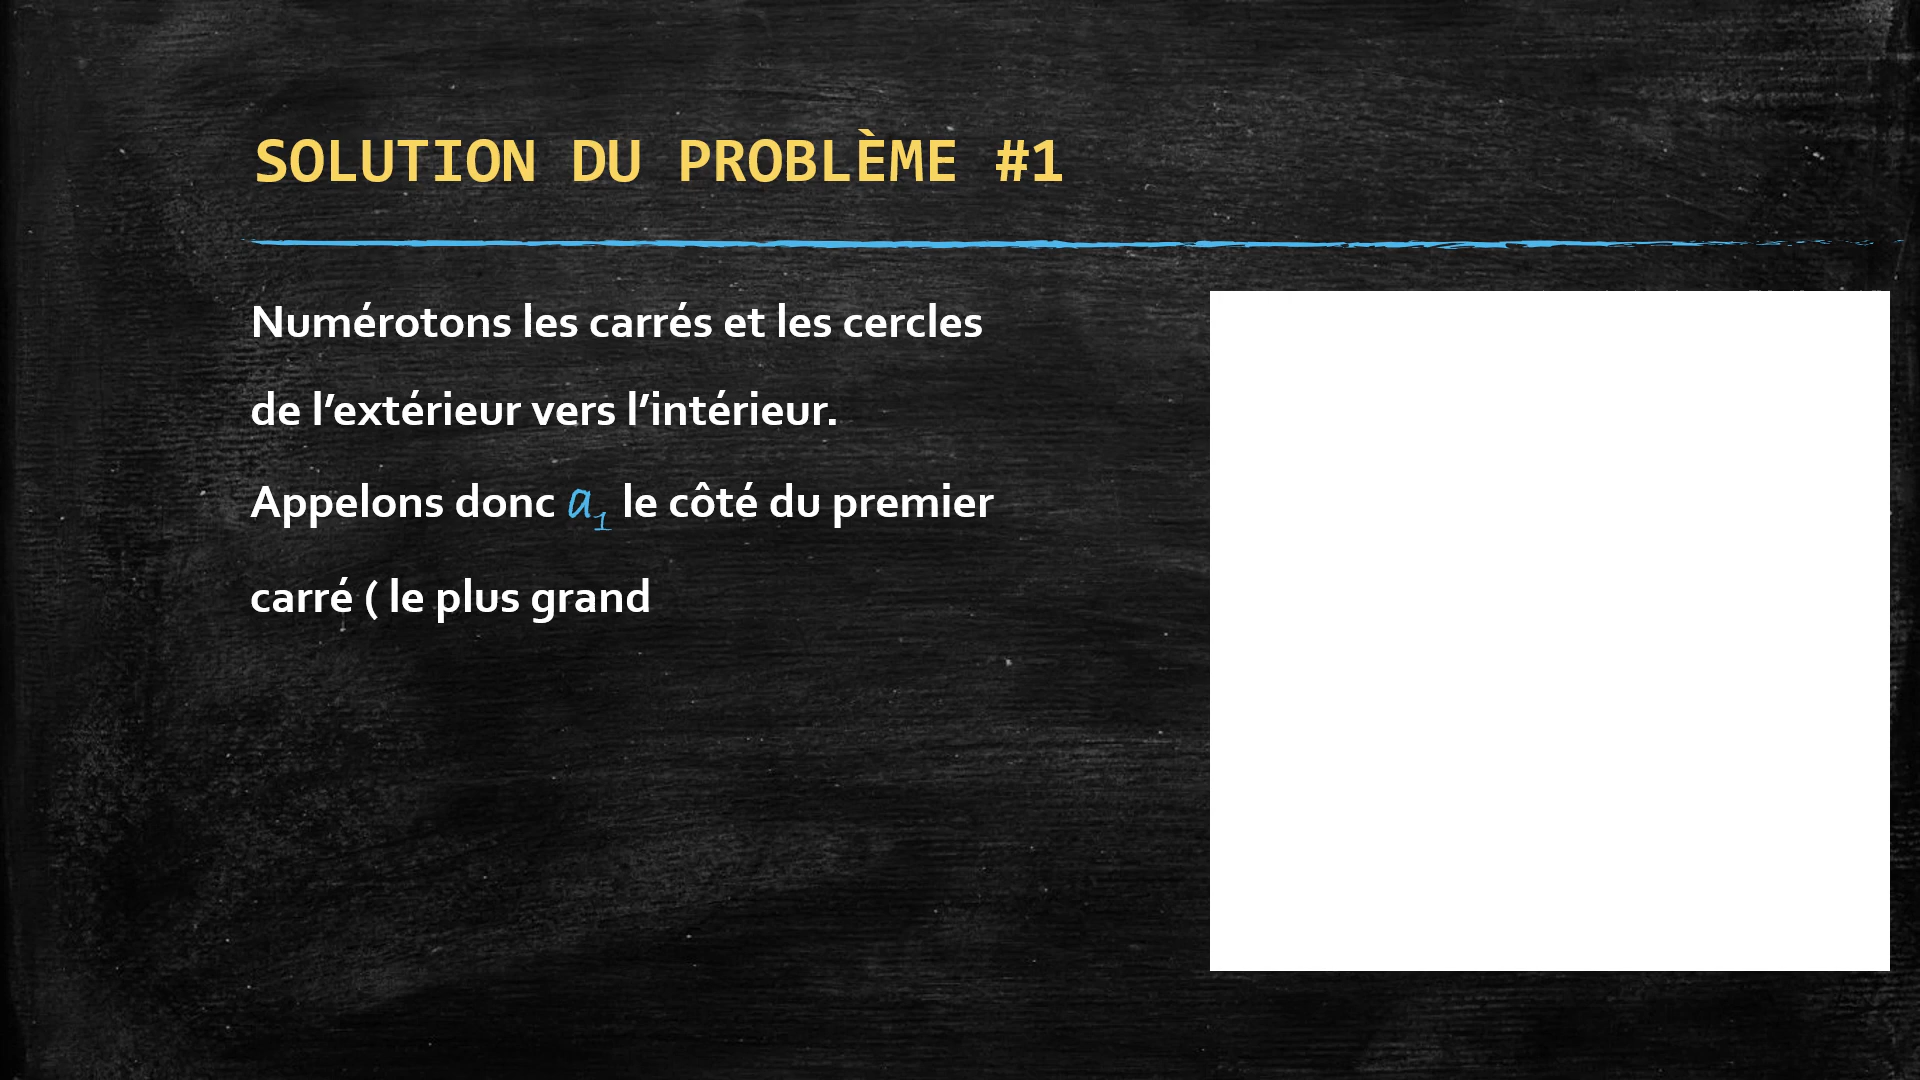 SOLUTION DU PROBLÈME #1
Numérotons les carrés et les cercles
de l’extérieur vers l’intérieur.
Appelons donc a₁ le côté du premier
carré ( le plus grand